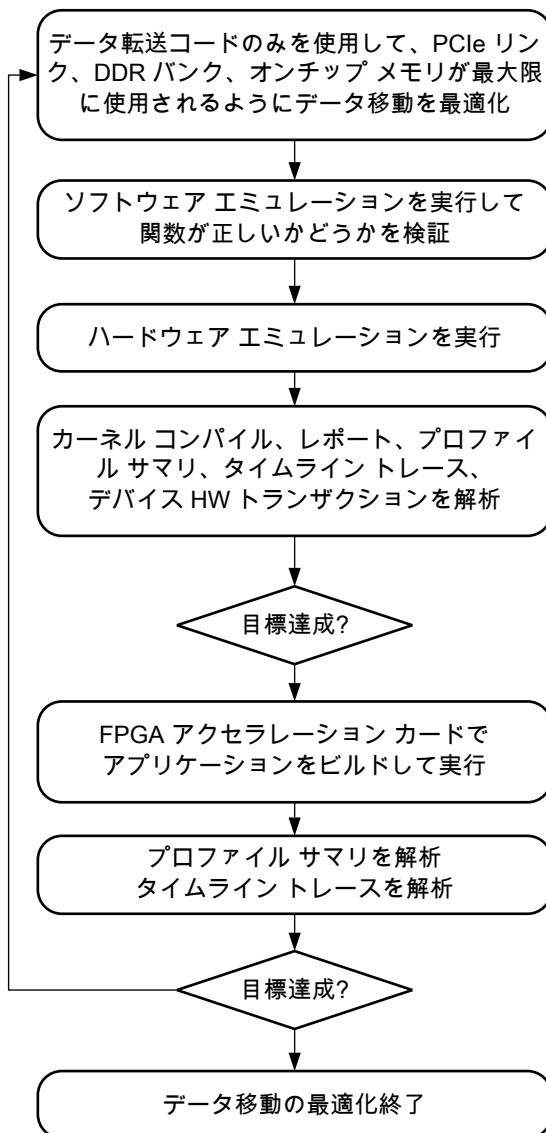 データ転送コードのみを使用して、PCIe リン
ク、DDR バンク、オンチップ メモリが最大限
に使用されるようにデータ移動を最適化
ソフトウェア エミュレーションを実行して
関数が正しいかどうかを検証
ハードウェア エミュレーションを実行
カーネル コンパイル、レポート、プロファイ
ル サマリ、タイムライン トレース、
デバイス HW トランザクションを解析
目標達成?
FPGA アクセラレーション カードで
アプリケーションをビルドして実行
プロファイル サマリを解析
タイムライン トレースを解析
目標達成?
データ移動の最適化終了